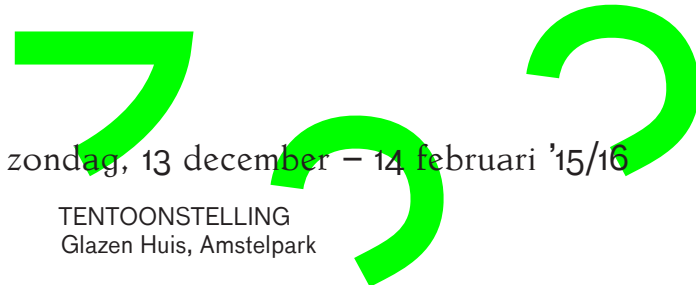 zondag, 13 december – 14 februari '15/16
TENTOONSTELLING
Glazen Huis, Amstelpark